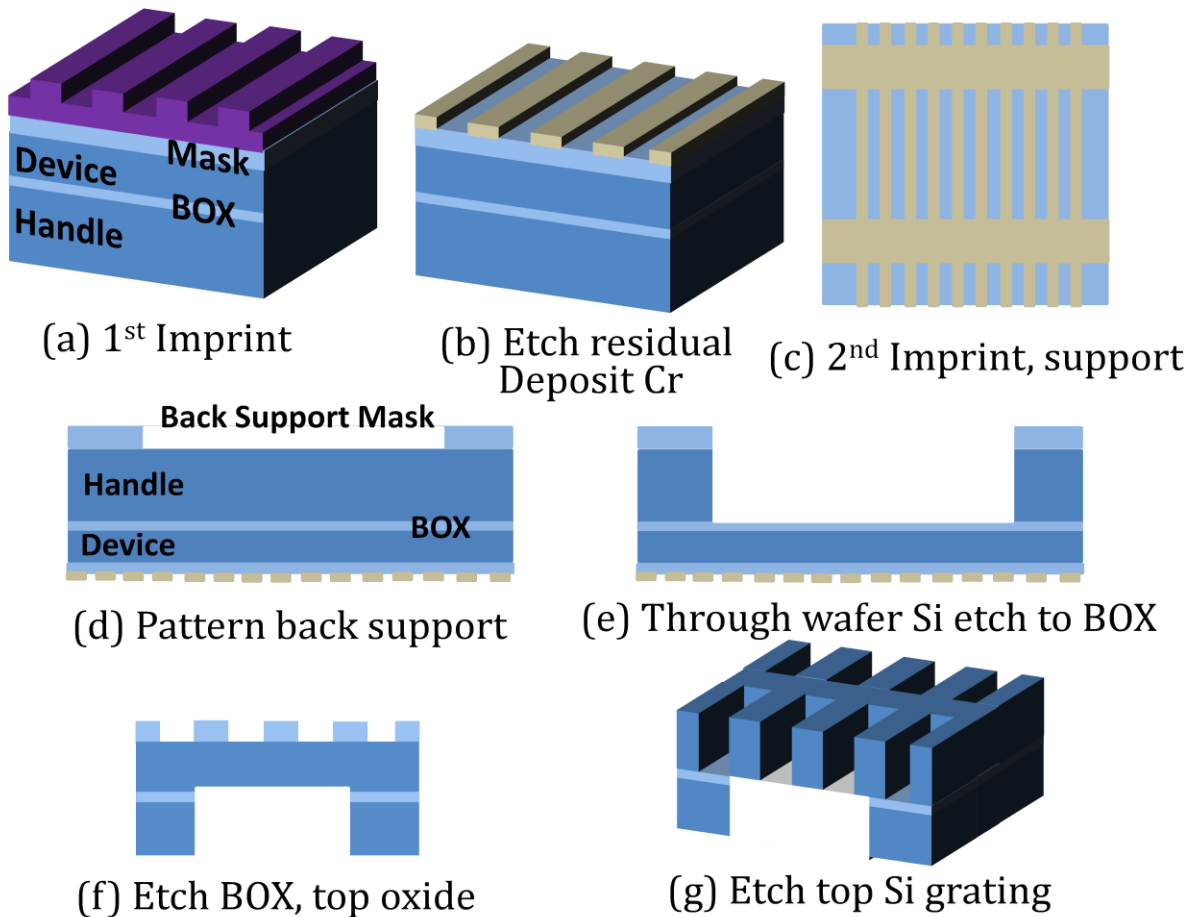 Mask
Device
BOX
Handle
(a) 1st Imprint
(b) Etch residual
Deposit Cr
(c) 2nd Imprint, support
Back Support Mask
Handle
BOX
Device
(d) Pattern back support
(e) Through wafer Si etch to BOX
(f) Etch BOX, top oxide
(g) Etch top Si grating